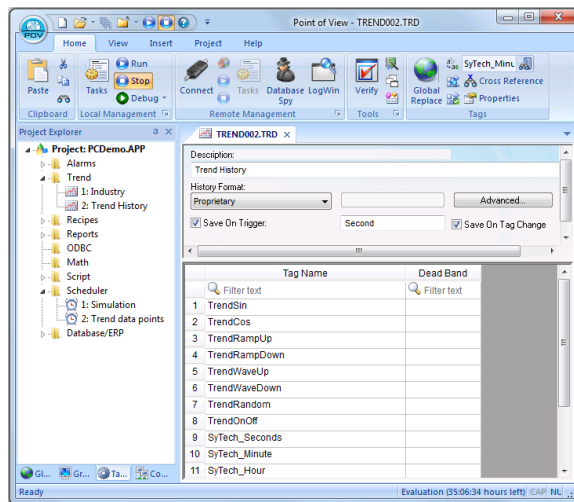 POV
Point of View - TREND002.TRD
Home View Insert Project Help
Paste
Clipboard
Tasks
Run
Stop
Debug
Local Management
Connect
Tasks
Database Spy
LogWin
Remote Management
Verify
Tools
Global Replace
SyTech_Minu
Cross Reference
Properties
Tags
Project Explorer
Project: PCDemo.APP
Alarms
Trend
1: Industry
2: Trend History
Recipes
Reports
ODBC
Math
Script
Scheduler
1: Simulation
2: Trend data points
Database/ERP
Gl... Gr... Ta... Co...
TREND002.TRD
Description:
Trend History
History Format:
Proprietary Advanced...
Save On Trigger: Second Save On Tag Change
Tag Name Dead Band
Filter text Filter text
1 TrendSin
2 TrendCos
3 TrendRampUp
4 TrendRampDown
5 TrendWaveUp
6 TrendWaveDown
7 TrendRandom
8 TrendOnOff
9 SyTech_Seconds
10 SyTech_Minute
11 SyTech_Hour
Ready Evaluation (35:06:34 hours left) CAP NL